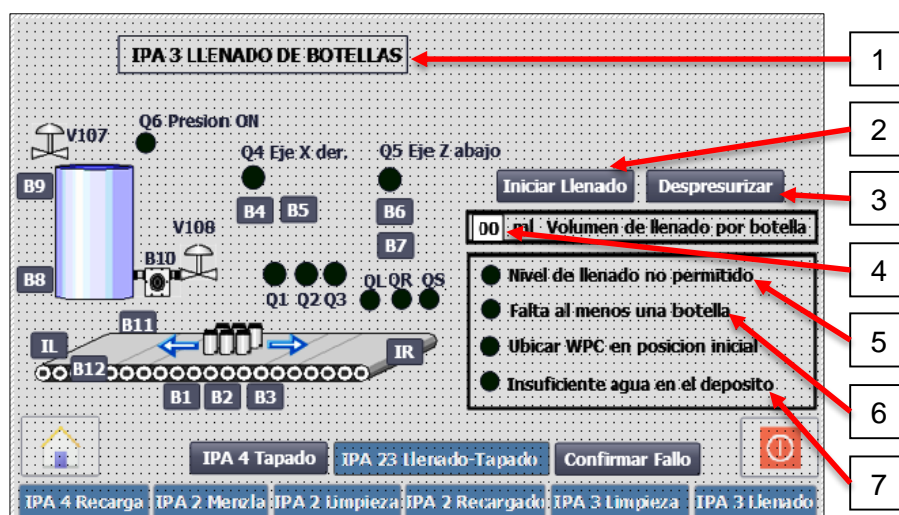 IPA 3 LLENADO DE BOTELLAS
1
2
3
4
5
6
7
Q6 Presion ON
V107
Q4 Eje X der.
Q5 Eje Z abajo
B9
B4 B5
B6
B7
V108
B10
B8
Q1 Q2 Q3
QL QR QS
Iniciar Llenado
Despresurizar
00 ml Volumen de llenado por botella
Nivel de llenado no permitido
Falta al menos una botella
Ubicar WPC en posicion inicial
Insuficiente agua en el deposito
B11
IL
IR
B12
B1 B2 B3
IPA 4 Tapado
IPA 23 Llenado-Tapado
Confirmar Fallo
IPA 4 Recarga
IPA 2 Mezcla
IPA 2 Limpieza
IPA 2 Recargado
IPA 3 Limpieza
IPA 3 Llenado